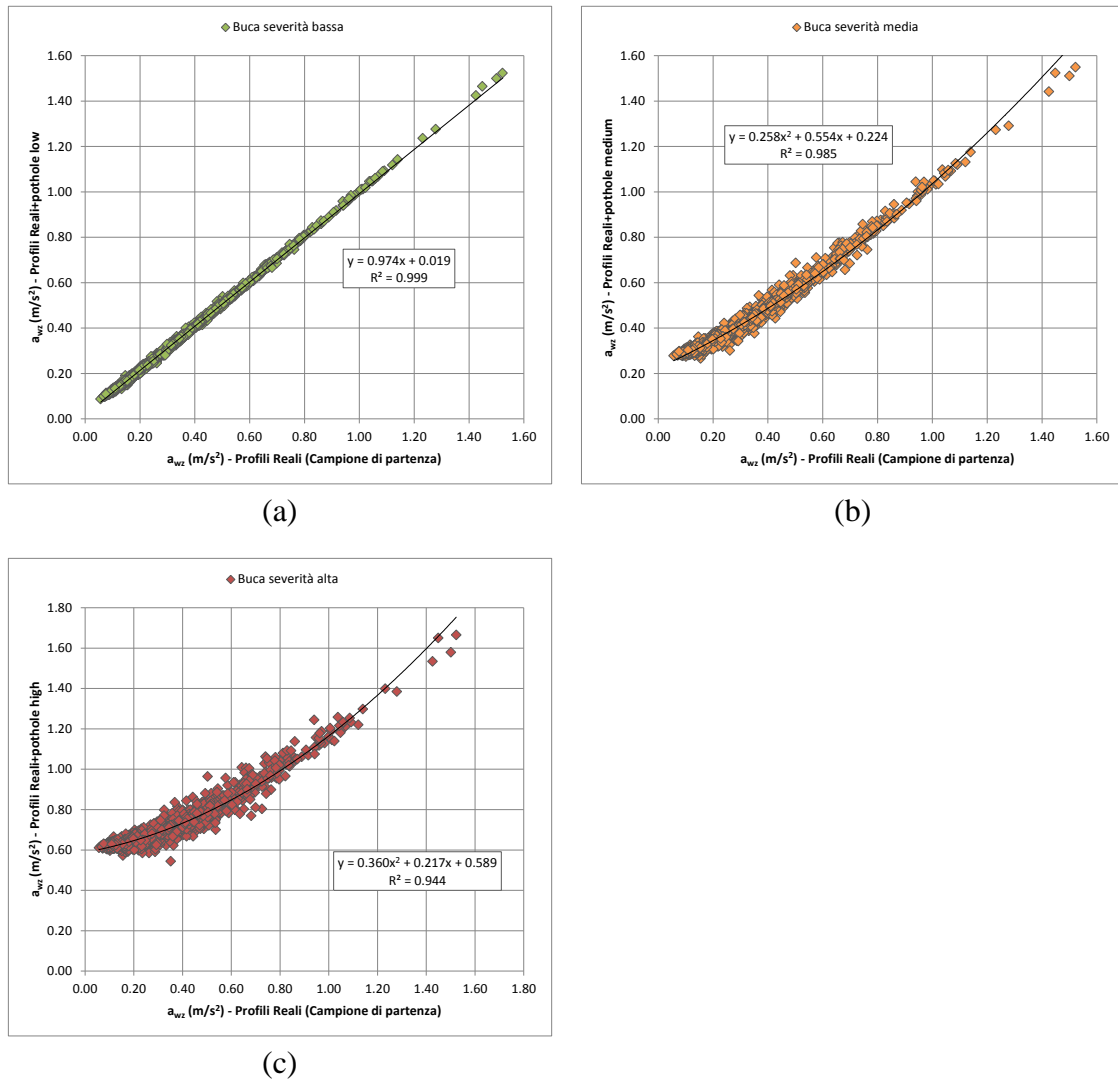 Buca severità bassa
1.60
1.40
1.20
1.00
0.80
0.60
0.40
0.20
0.00
0.00 0.20 0.40 0.60 0.80 1.00 1.20 1.40 1.60
a_wz (m/s²) - Profili Reali+pothole low
a_wz (m/s²) - Profili Reali (Campione di partenza)
y = 0.974x + 0.019
R² = 0.999
(a)
Buca severità media
1.60
1.40
1.20
1.00
0.80
0.60
0.40
0.20
0.00
0.00 0.20 0.40 0.60 0.80 1.00 1.20 1.40 1.60
a_wz (m/s²) - Profili Reali+pothole medium
a_wz (m/s²) - Profili Reali (Campione di partenza)
y = 0.258x² + 0.554x + 0.224
R² = 0.985
(b)
Buca severità alta
1.80
1.60
1.40
1.20
1.00
0.80
0.60
0.40
0.20
0.00
0.00 0.20 0.40 0.60 0.80 1.00 1.20 1.40 1.60 1.80
a_wz (m/s²) - Profili Reali+pothole high
a_wz (m/s²) - Profili Reali (Campione di partenza)
y = 0.360x² + 0.217x + 0.589
R² = 0.944
(c)